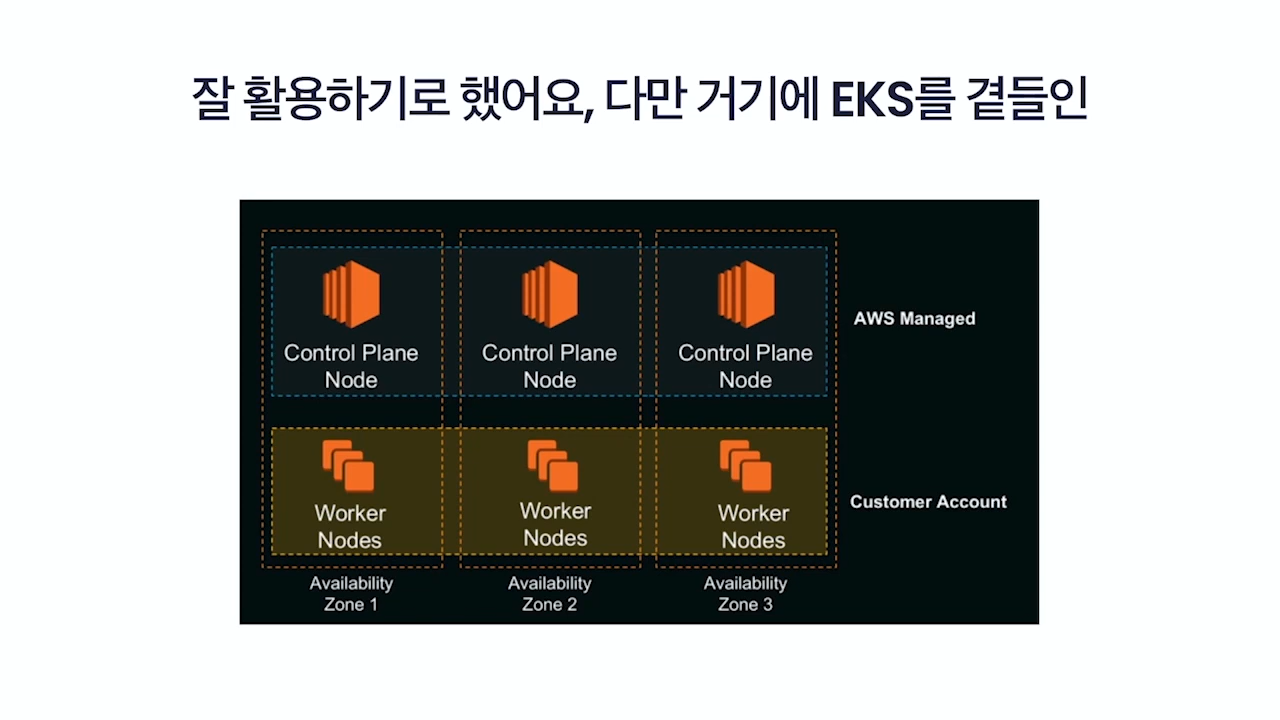 잘 활용하기로 했어요, 다만 거기에 EKS를 곁들인
Control Plane
Node
Control Plane
Node
Control Plane
Node
AWS Managed
Worker
Nodes
Worker
Nodes
Worker
Nodes
Customer Account
Availability
Zone 1
Availability
Zone 2
Availability
Zone 3